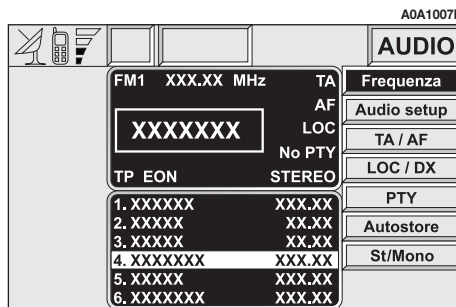 A0A1007
AUDIO
FM1 XXX.XX MHz TA
AF
XXXXXXX
LOC
No PTY
TP EON STEREO
1. XXXXXX XXX.XX
2. XXXXX XX.XX
3. XXXXX XX.XX
4. XXXXXXX XXX.XX
5. XXXXX XXX.XX
6. XXXXXXX XXX.XX
Frequenza
Audio setup
TA / AF
LOC / DX
PTY
Autostore
St/Mono